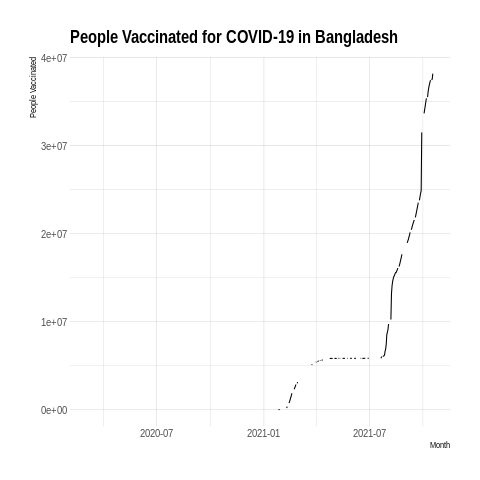 People Vaccinated for COVID-19 in Bangladesh
People Vaccinated
4e+07
3e+07
2e+07
1e+07
0e+00
2020-07
2021-01
2021-07
Month